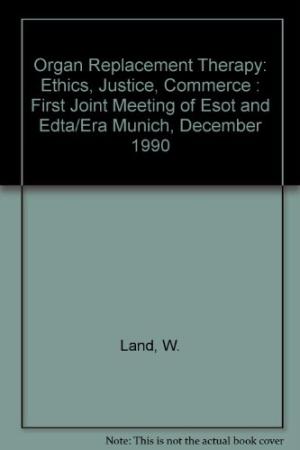 Organ Replacement Therapy:
Ethics, Justice, Commerce :
First Joint Meeting of Esot and
Edta/Era Munich, December
1990
Land, W.
Note: This is not the actual book cover